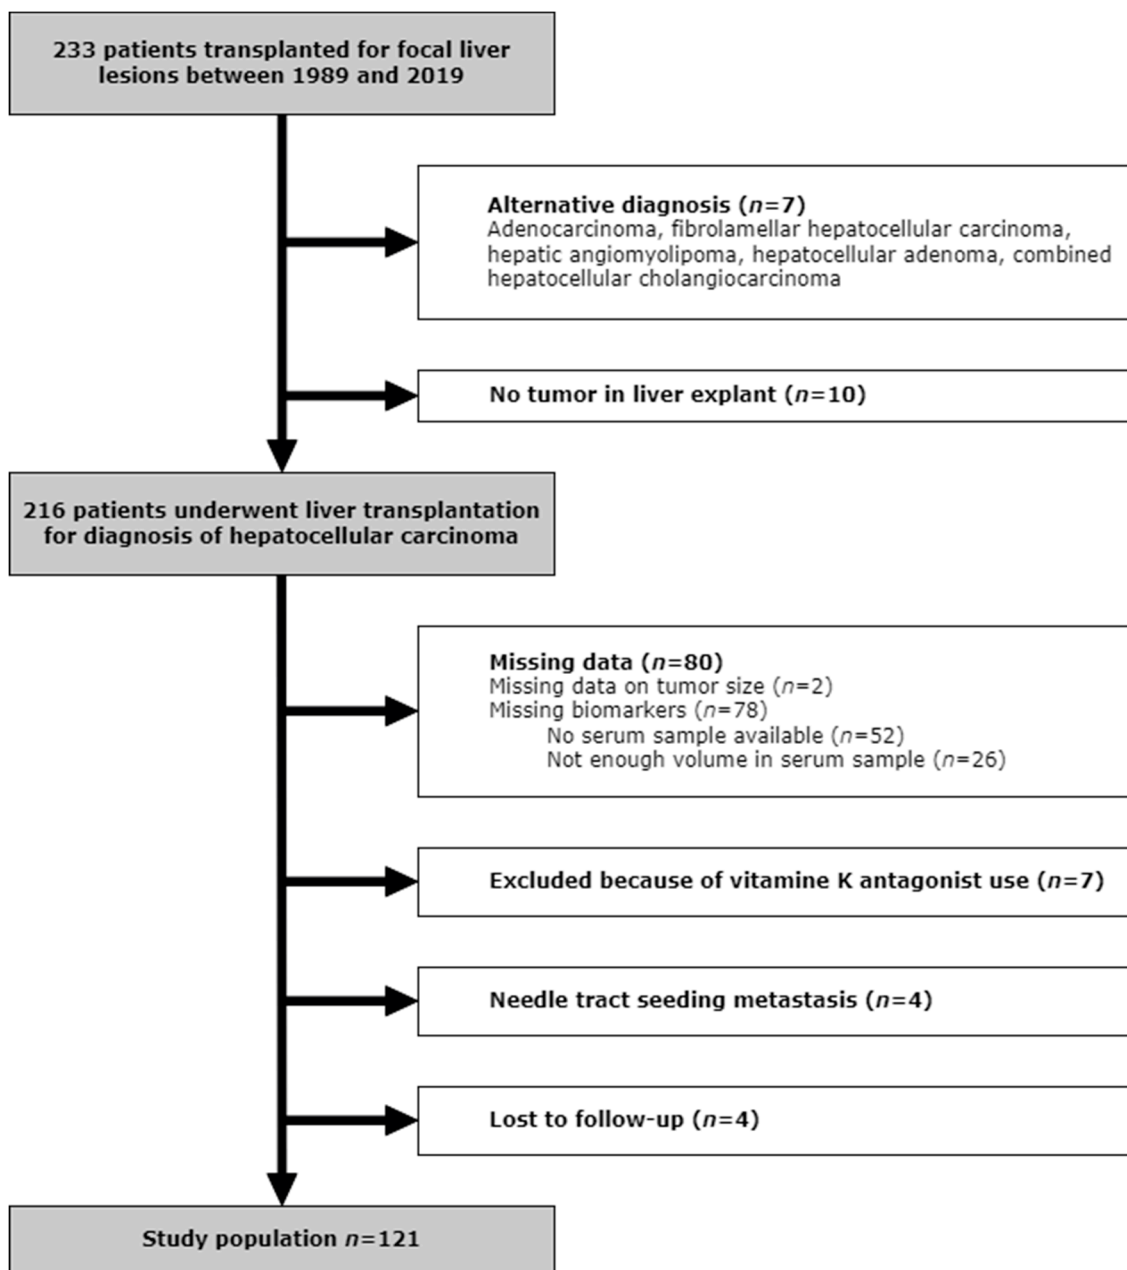 233 patients transplanted for focal liver
lesions between 1989 and 2019
Alternative diagnosis (n=7)
Adenocarcinoma, fibrolamellar hepatocellular carcinoma,
hepatic angiomyolipoma, hepatocellular adenoma, combined
hepatocellular cholangiocarcinoma
No tumor in liver explant (n=10)
216 patients underwent liver transplantation
for diagnosis of hepatocellular carcinoma
Missing data (n=80)
Missing data on tumor size (n=2)
Missing biomarkers (n=78)
No serum sample available (n=52)
Not enough volume in serum sample (n=26)
Excluded because of vitamine K antagonist use (n=7)
Needle tract seeding metastasis (n=4)
Lost to follow-up (n=4)
Study population n=121